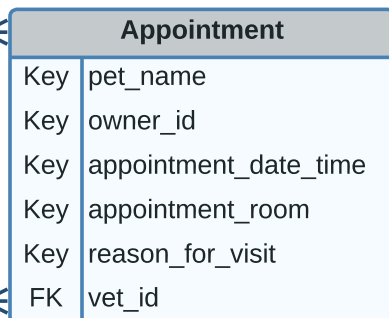 Appointment
Key pet_name
Key owner_id
Key appointment_date_time
Key appointment_room
Key reason_for_visit
FK vet_id